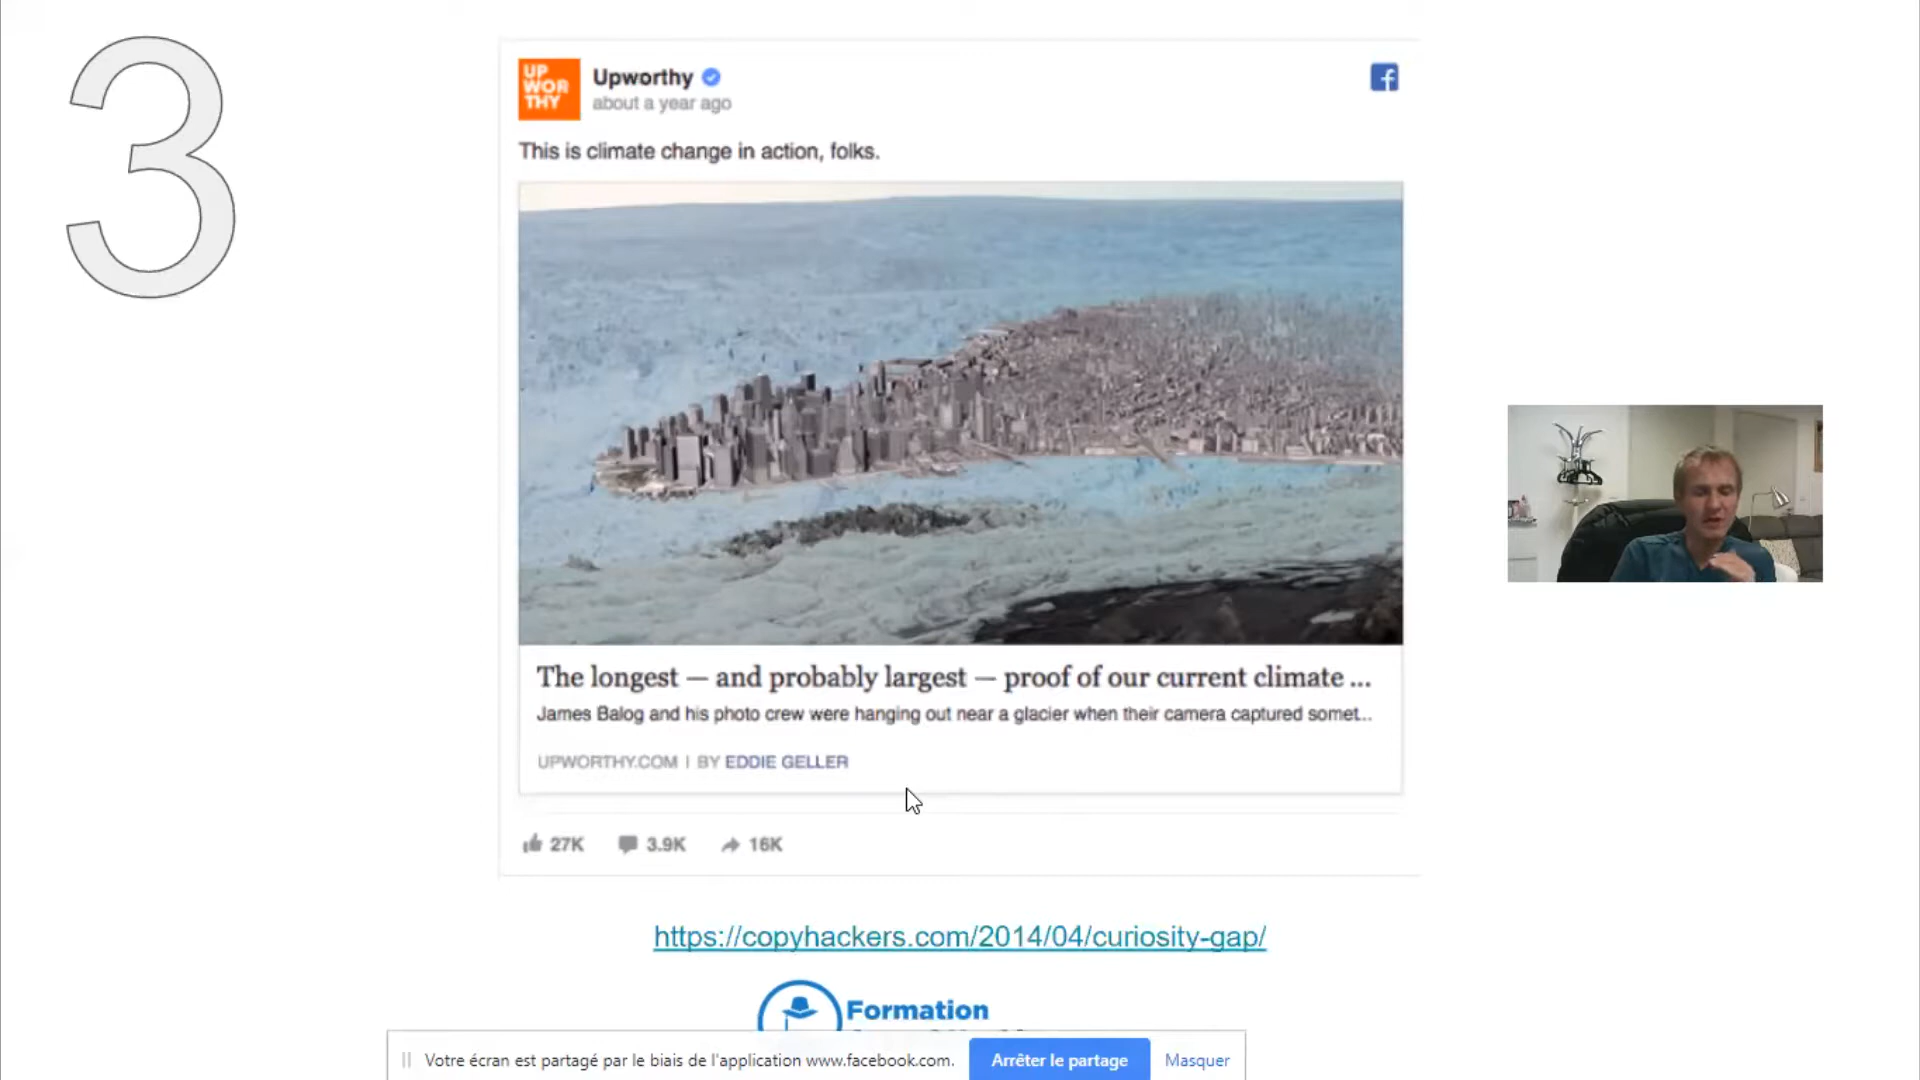 3
UP
WOR
THY
Upworthy
about a year ago
This is climate change in action, folks.
The longest — and probably largest — proof of our current climate ...
James Balog and his photo crew were hanging out near a glacier when their camera captured somet...
UPWORTHY.COM | BY EDDIE GELLER
27K 3.9K 16K
https://copyhackers.com/2014/04/curiosity-gap/
Formation
Votre écran est partagé par le biais de l'application www.facebook.com. Arrêter le partage Masquer